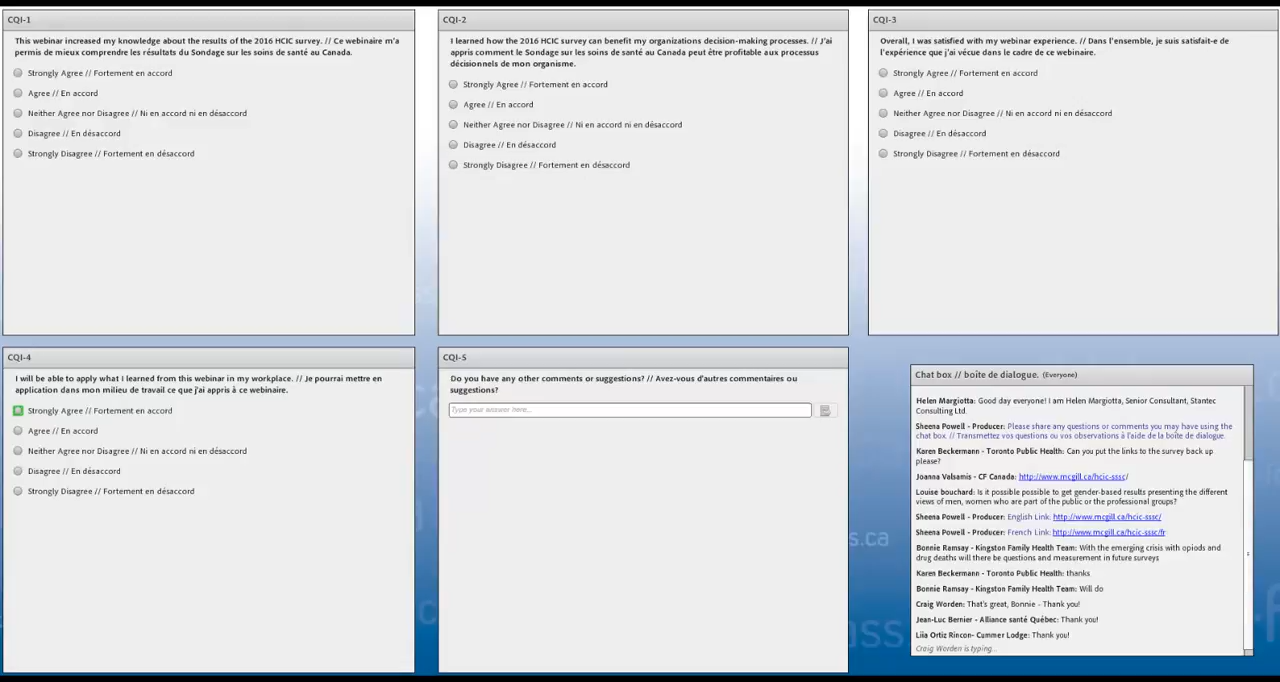 CQI-1
This webinar increased my knowledge about the results of the 2016 HCIC survey. // Ce webinaire m'a
permis de mieux comprendre les résultats du Sondage sur les soins de santé au Canada.
Strongly Agree // Fortement en accord
Agree // En accord
Neither Agree nor Disagree // Ni en accord ni en désaccord
Disagree // En désaccord
Strongly Disagree // Fortement en désaccord
CQI-2
I learned how the 2016 HCIC survey can benefit my organizations decision-making processes. // J'ai
appris comment le Sondage sur les soins de santé au Canada peut être profitable aux processus
décisionnels de mon organisme.
Strongly Agree // Fortement en accord
Agree // En accord
Neither Agree nor Disagree // Ni en accord ni en désaccord
Disagree // En désaccord
Strongly Disagree // Fortement en désaccord
CQI-3
Overall, I was satisfied with my webinar experience. // Dans l'ensemble, je suis satisfait-e de
l'expérience que j'ai vécue dans le cadre de ce webinaire.
Strongly Agree // Fortement en accord
Agree // En accord
Neither Agree nor Disagree // Ni en accord ni en désaccord
Disagree // En désaccord
Strongly Disagree // Fortement en désaccord
CQI-4
I will be able to apply what I learned from this webinar in my workplace. // Je pourrai mettre en
application dans mon milieu de travail ce que j'ai appris à ce webinaire.
Strongly Agree // Fortement en accord
Agree // En accord
Neither Agree nor Disagree // Ni en accord ni en désaccord
Disagree // En désaccord
Strongly Disagree // Fortement en désaccord
CQI-5
Do you have any other comments or suggestions? // Avez-vous d'autres commentaires ou
suggestions?
Type your answer here...
Chat box // boîte de dialogue. (Everyone)
Helen Margiotta: Good day everyone! I am Helen Margiotta, Senior Consultant, Stantec
Consulting Ltd.
Sheena Powell - Producer: Please share any questions or comments you may have using the
chat box. // Transmettez vos questions ou vos observations à l'aide de la boîte de dialogue.
Karen Beckermann - Toronto Public Health: Can you put the links to the survey back up
please?
Joanna Valsamis - CF Canada: http://www.mcgill.ca/hcic-sssc/
Louise bouchard: Is it possible possible to get gender-based results presenting the different
views of men, women who are part of the public or the professional groups?
Sheena Powell - Producer: English Link: http://www.mcgill.ca/hcic-sssc/
Sheena Powell - Producer: French Link: http://www.mcgill.ca/hcic-sssc/fr
Bonnie Ramsay - Kingston Family Health Team: With the emerging crisis with opiods and
drug deaths will there be questions and measurement in future surveys
Karen Beckermann - Toronto Public Health: thanks
Bonnie Ramsay - Kingston Family Health Team: Will do
Craig Worden: That's great, Bonnie - Thank you!
Jean-Luc Bernier - Alliance santé Québec: Thank you!
Liia Ortiz Rincon- Cummer Lodge: Thank you!
Craig Worden is typing...
s.ca
ass.